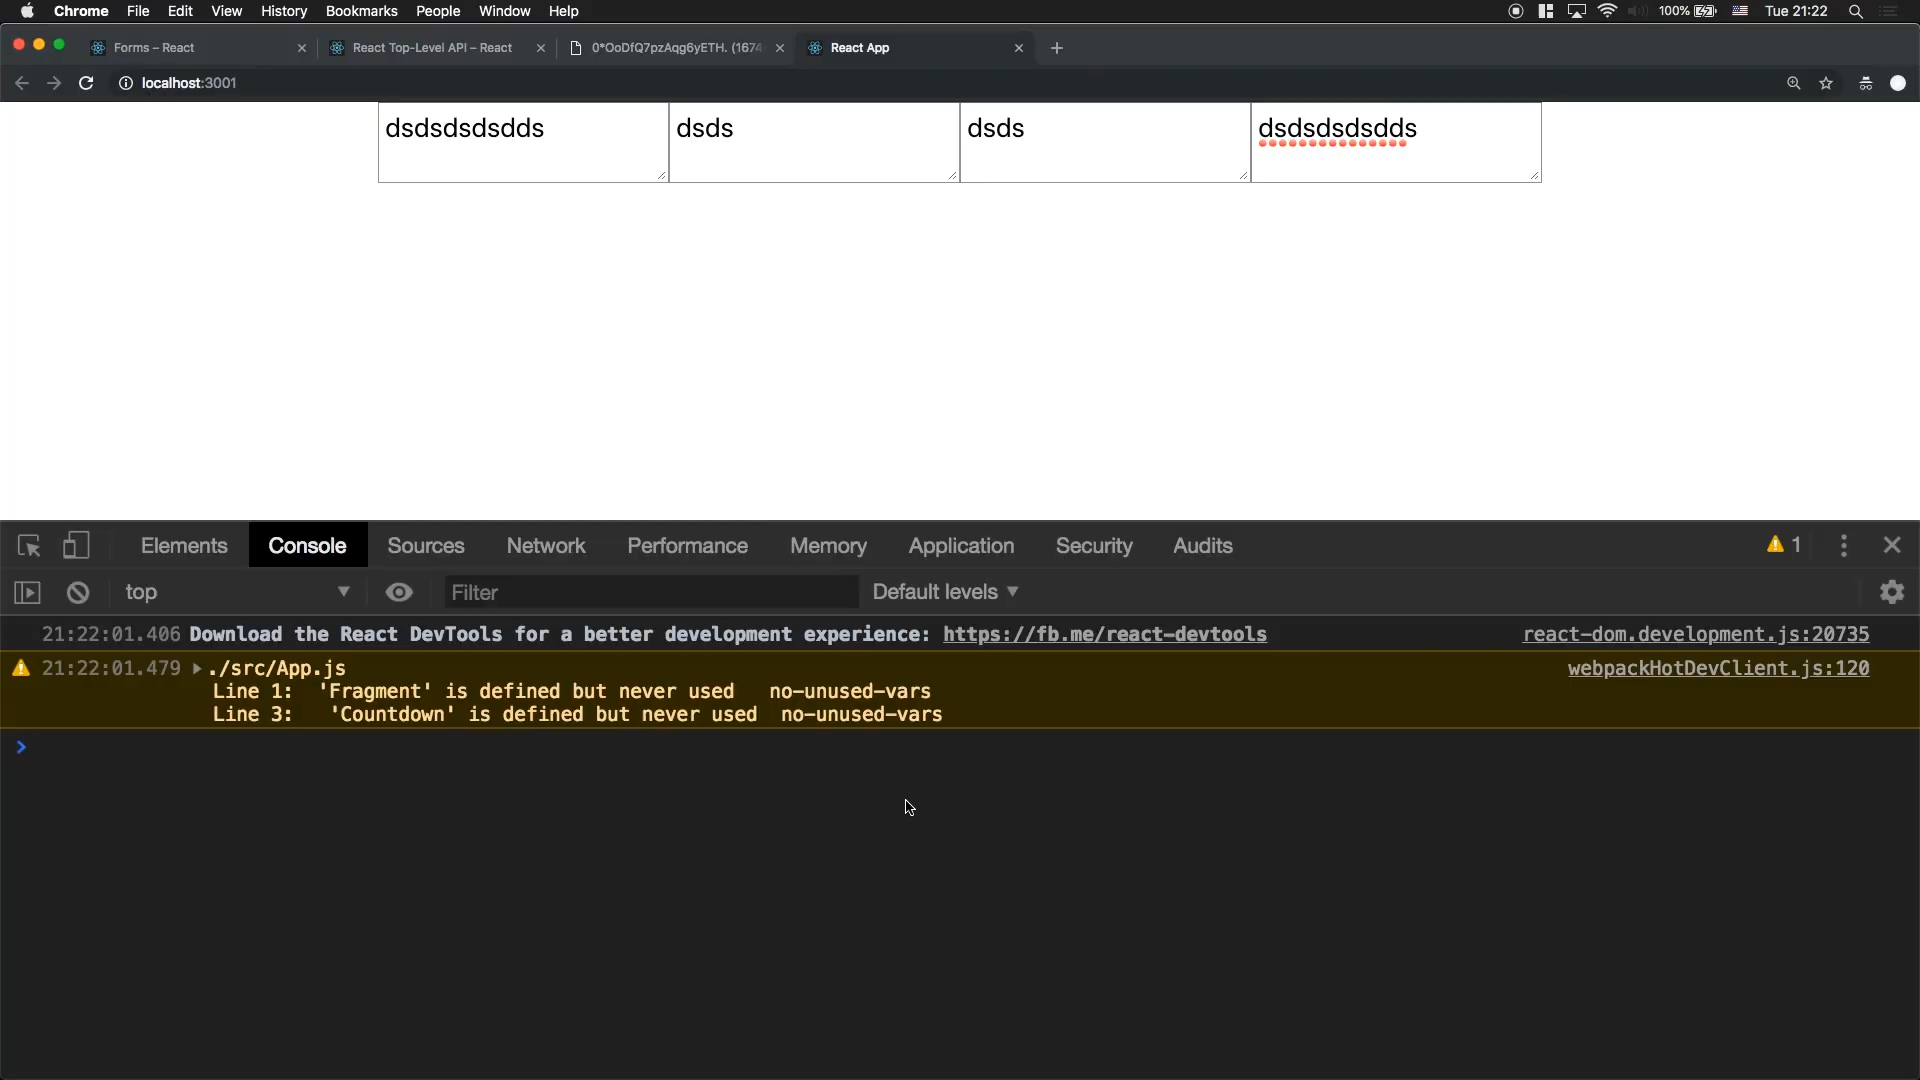 Chrome File Edit View History Bookmarks People Window Help 100% Tue 21:22
Forms – React React Top-Level API – React 0*OoDfQ7pzAqg6yETH. (1674 React App
localhost:3001
dsdsdsdsdds dsds dsds dsdsdsdsdds
Elements Console Sources Network Performance Memory Application Security Audits 1
top Filter Default levels
21:22:01.406 Download the React DevTools for a better development experience: https://fb.me/react-devtools react-dom.development.js:20735
21:22:01.479 ./src/App.js webpackHotDevClient.js:120
Line 1: 'Fragment' is defined but never used no-unused-vars
Line 3: 'Countdown' is defined but never used no-unused-vars